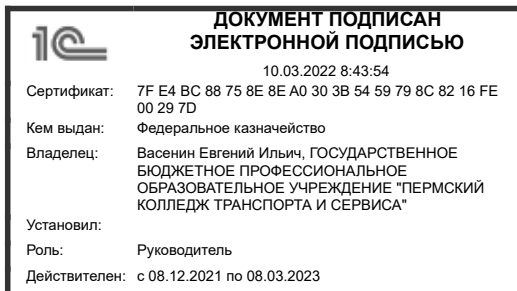 1С
ДОКУМЕНТ ПОДПИСАН
ЭЛЕКТРОННОЙ ПОДПИСЬЮ
10.03.2022 8:43:54
Сертификат: 7F E4 BC 88 75 8E 8E A0 30 3B 54 59 79 8C 82 16 FE
00 29 7D
Кем выдан: Федеральное казначейство
Владелец: Васенин Евгений Ильич, ГОСУДАРСТВЕННОЕ
БЮДЖЕТНОЕ ПРОФЕССИОНАЛЬНОЕ
ОБРАЗОВАТЕЛЬНОЕ УЧРЕЖДЕНИЕ "ПЕРМСКИЙ
КОЛЛЕДЖ ТРАНСПОРТА И СЕРВИСА"
Установил:
Роль: Руководитель
Действителен: с 08.12.2021 по 08.03.2023